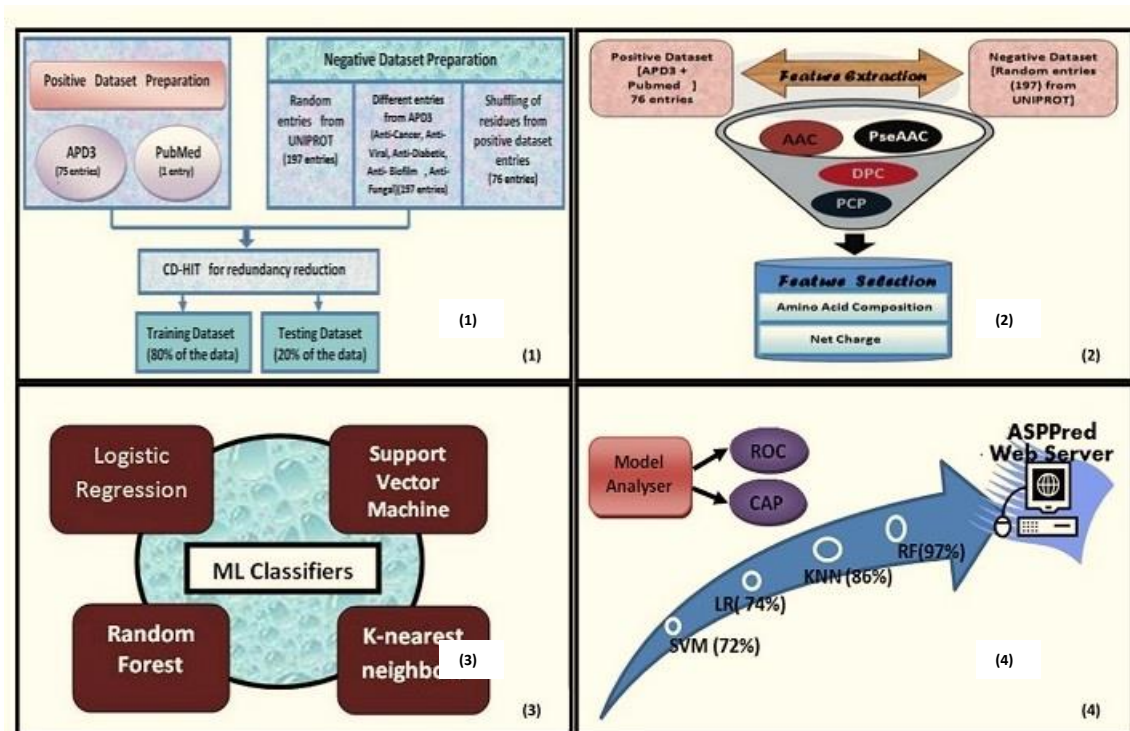 Positive Dataset Preparation
APD3
(75 entries)
PubMed
(1 entry)
Negative Dataset Preparation
Random
entries from
UNIPROT
(197 entries)
Different entries
from APD3
(Anti-Cancer, Anti-
Viral, Anti-Diabetic,
Anti- Biofilm , Anti-
Fungal)(197 entries)
Shuffling of
residues from
positive dataset
entries
(76 entries)
CD-HIT for redundancy reduction
Training Dataset
(80% of the data)
Testing Dataset
(20% of the data)
(1)
(1)
Positive Dataset
[APD3 +
Pubmed ]
76 entries
Feature Extraction
Negative Dataset
[Random entries
(197) from
UNIPROT]
AAC
PseAAC
DPC
PCP
Feature Selection
Amino Acid Composition
Net Charge
(2)
(2)
Logistic
Regression
Support
Vector
Machine
ML Classifiers
Random
Forest
K-nearest
neighbo
(3)
(3)
Model
Analyser
ROC
CAP
ASPPred
Web Server
RF(97%)
KNN (86%)
LR( 74%)
SVM (72%)
(4)
(4)